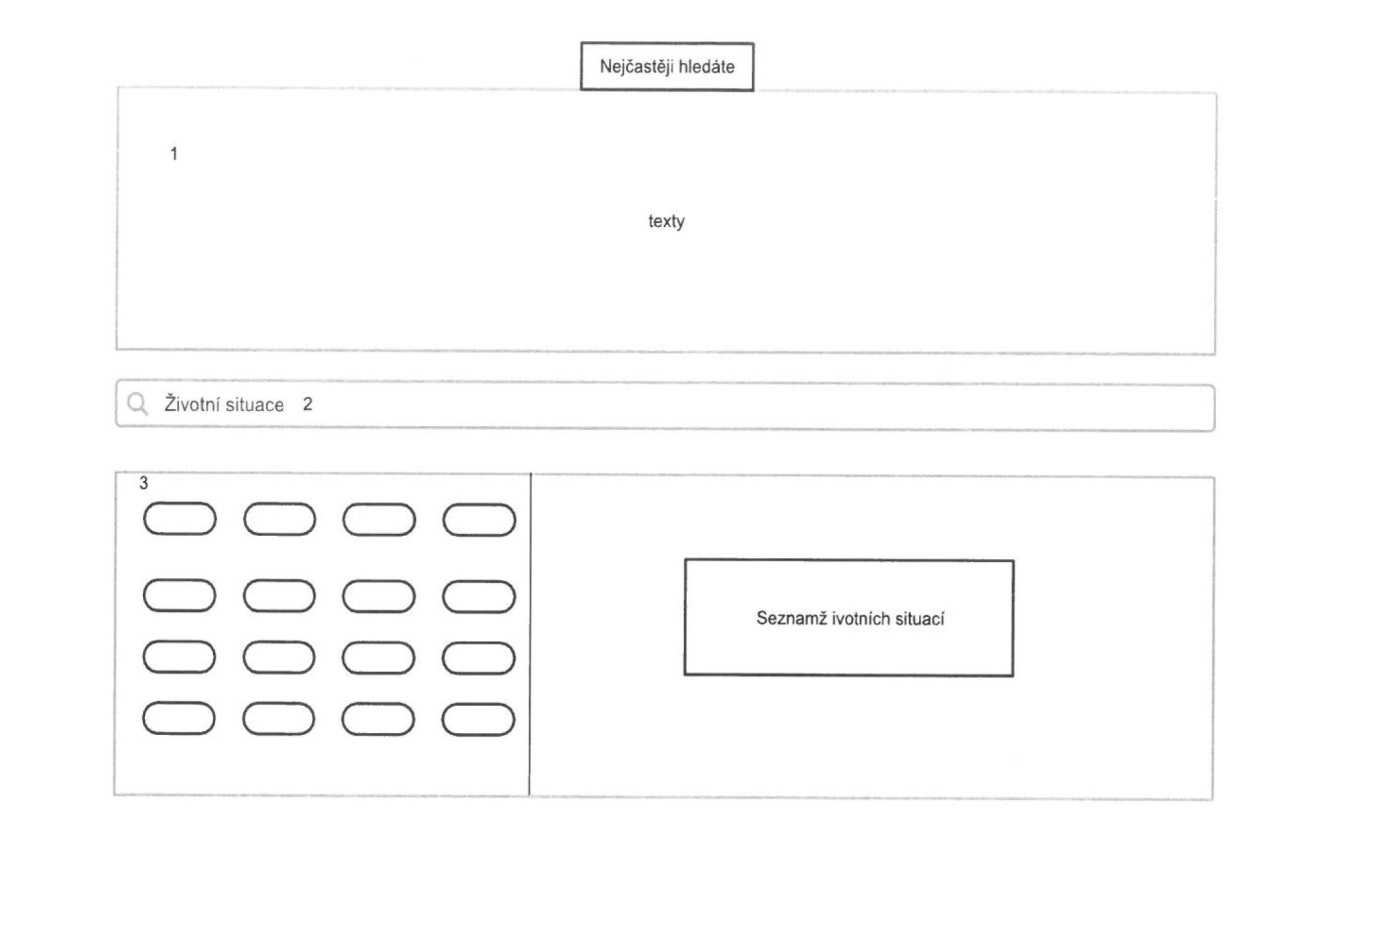 Nejčastěji hledáte
1
texty
Životní situace 2
3
Seznamž ivotních situací